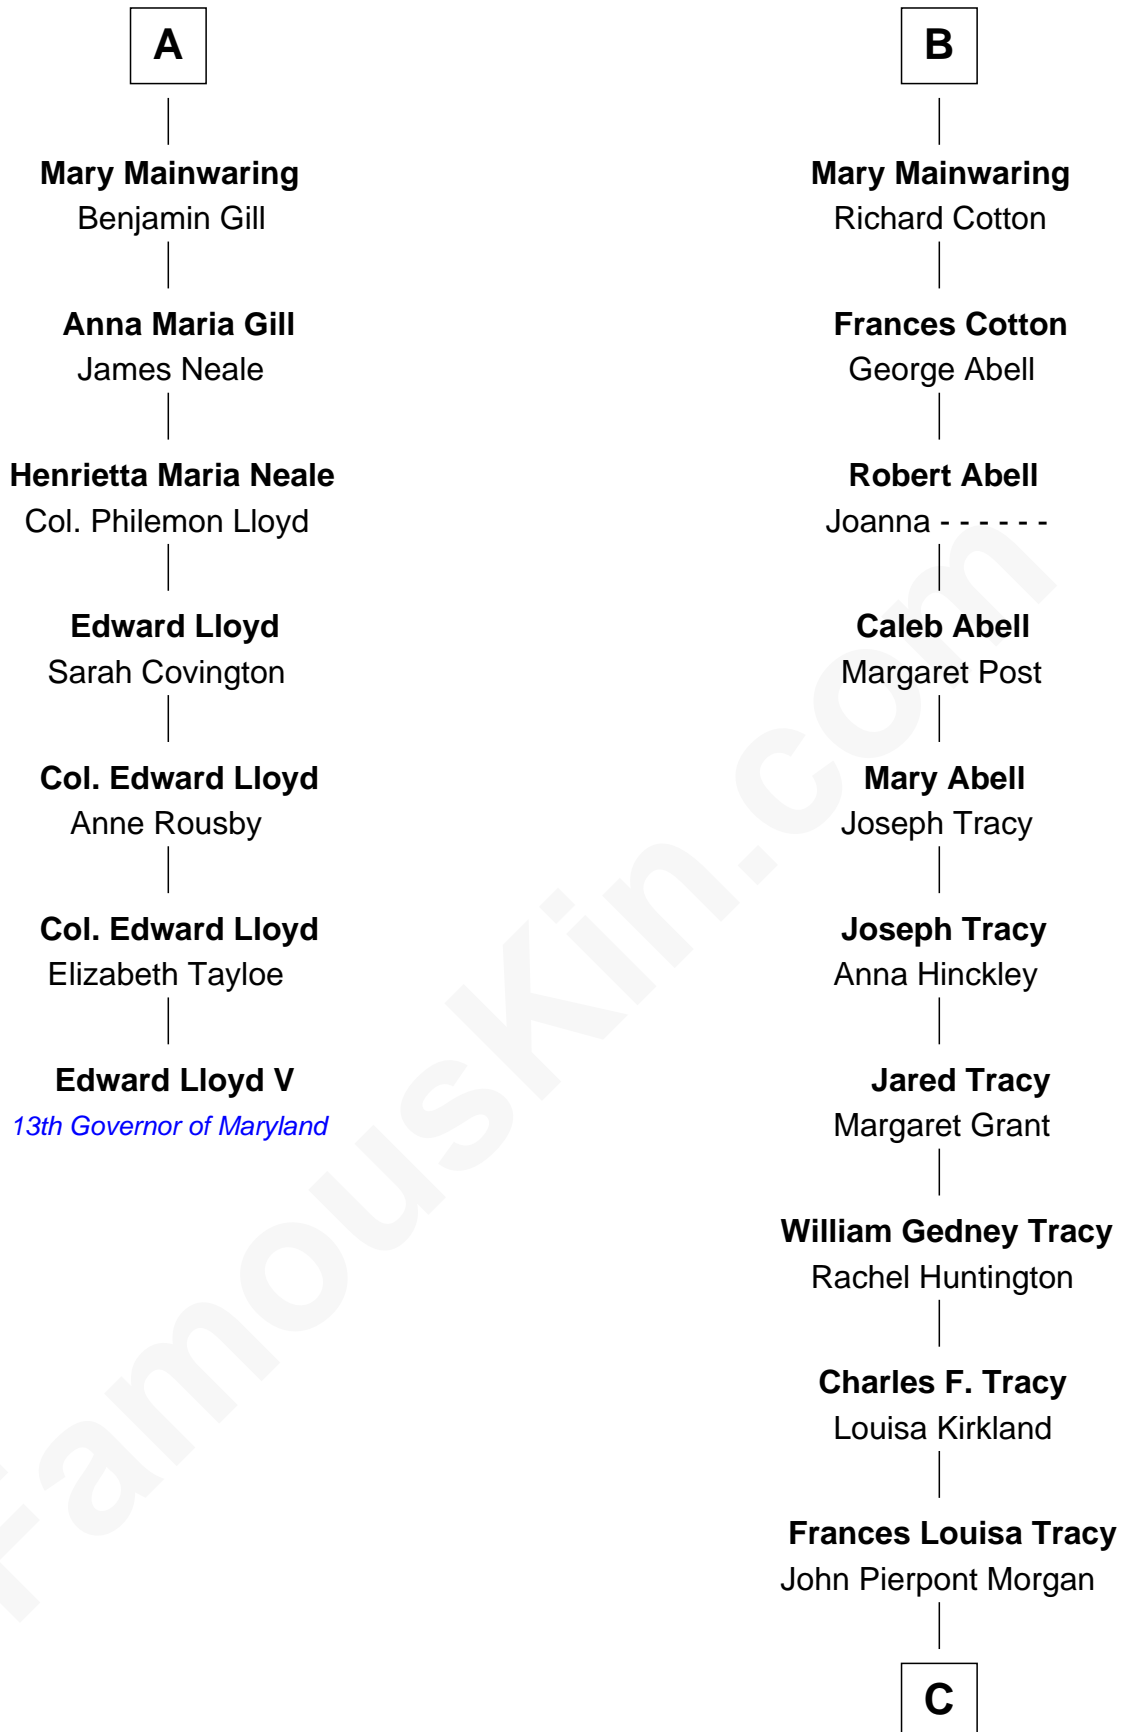 A
Mary Mainwaring
Benjamin Gill
Anna Maria Gill
James Neale
Henrietta Maria Neale
Col. Philemon Lloyd
Edward Lloyd
Sarah Covington
Col. Edward Lloyd
Anne Rousby
Col. Edward Lloyd
Elizabeth Tayloe
Edward Lloyd V
13th Governor of Maryland
B
Mary Mainwaring
Richard Cotton
Frances Cotton
George Abell
Robert Abell
Joanna - - - - - -
Caleb Abell
Margaret Post
Mary Abell
Joseph Tracy
Joseph Tracy
Anna Hinckley
Jared Tracy
Margaret Grant
William Gedney Tracy
Rachel Huntington
Charles F. Tracy
Louisa Kirkland
Frances Louisa Tracy
John Pierpont Morgan
C
FamousKin.com